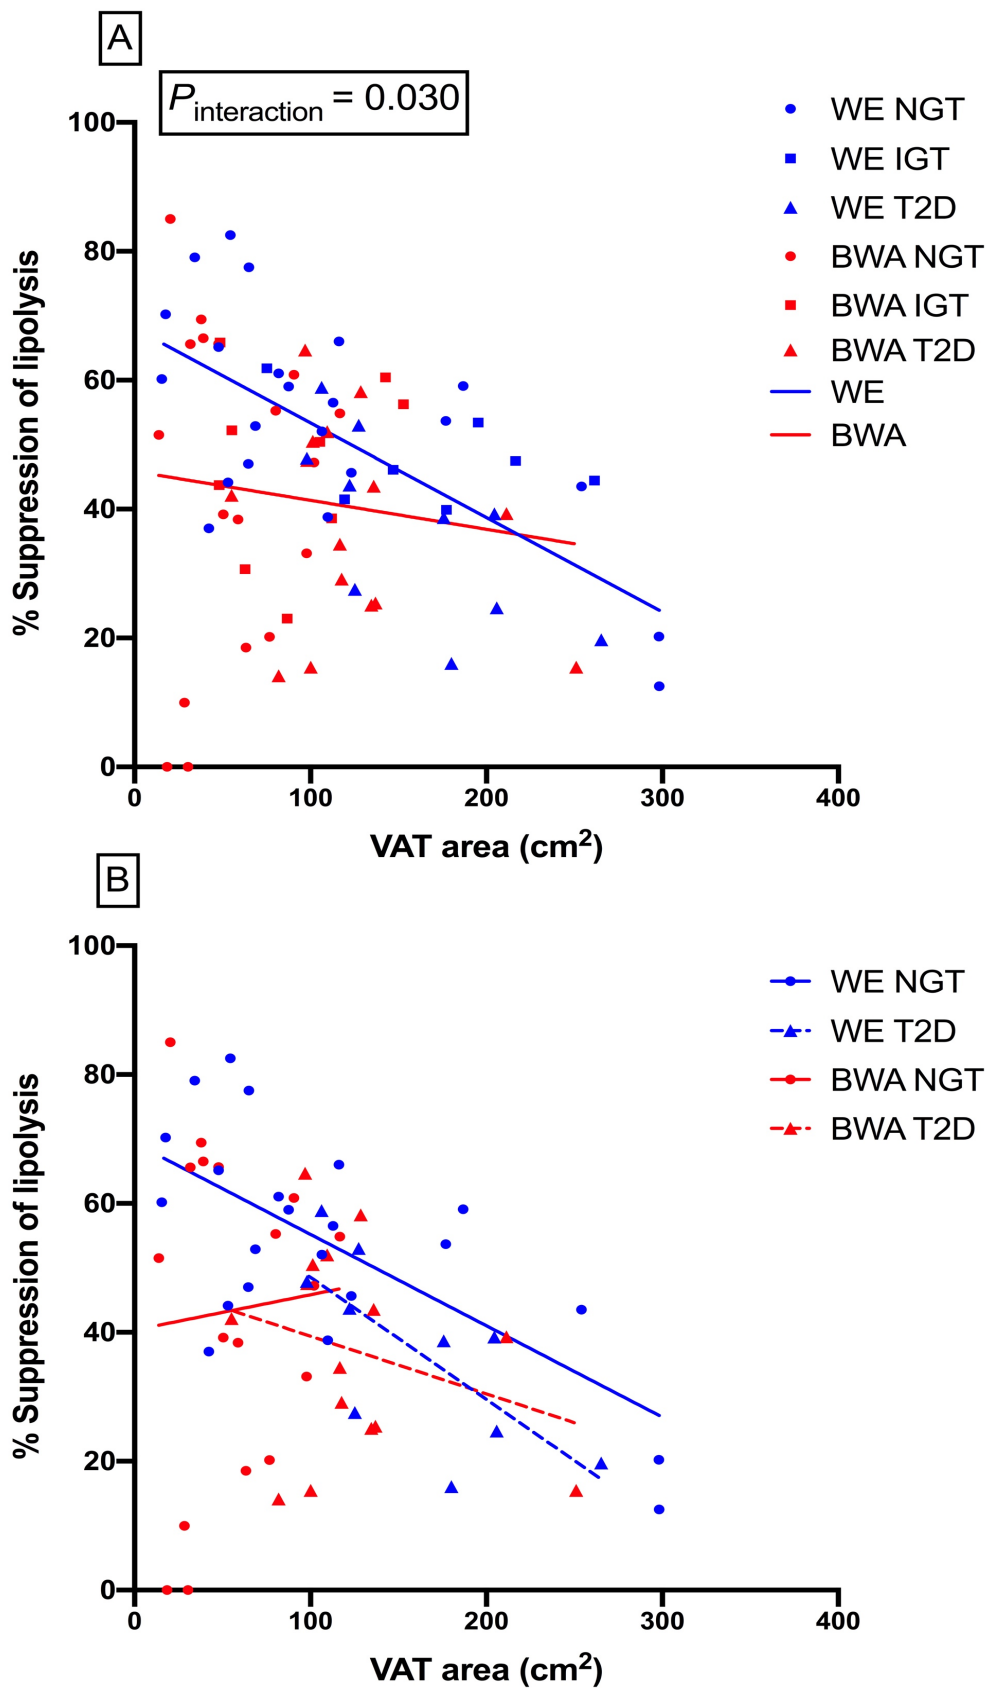 A
Pinteraction = 0.030
WE NGT
WE IGT
WE T2D
BWA NGT
BWA IGT
BWA T2D
WE
BWA
100
80
60
40
20
0
% Suppression of lipolysis
0 100 200 300 400
VAT area (cm²)
B
WE NGT
WE T2D
BWA NGT
BWA T2D
100
80
60
40
20
0
% Suppression of lipolysis
0 100 200 300 400
VAT area (cm²)